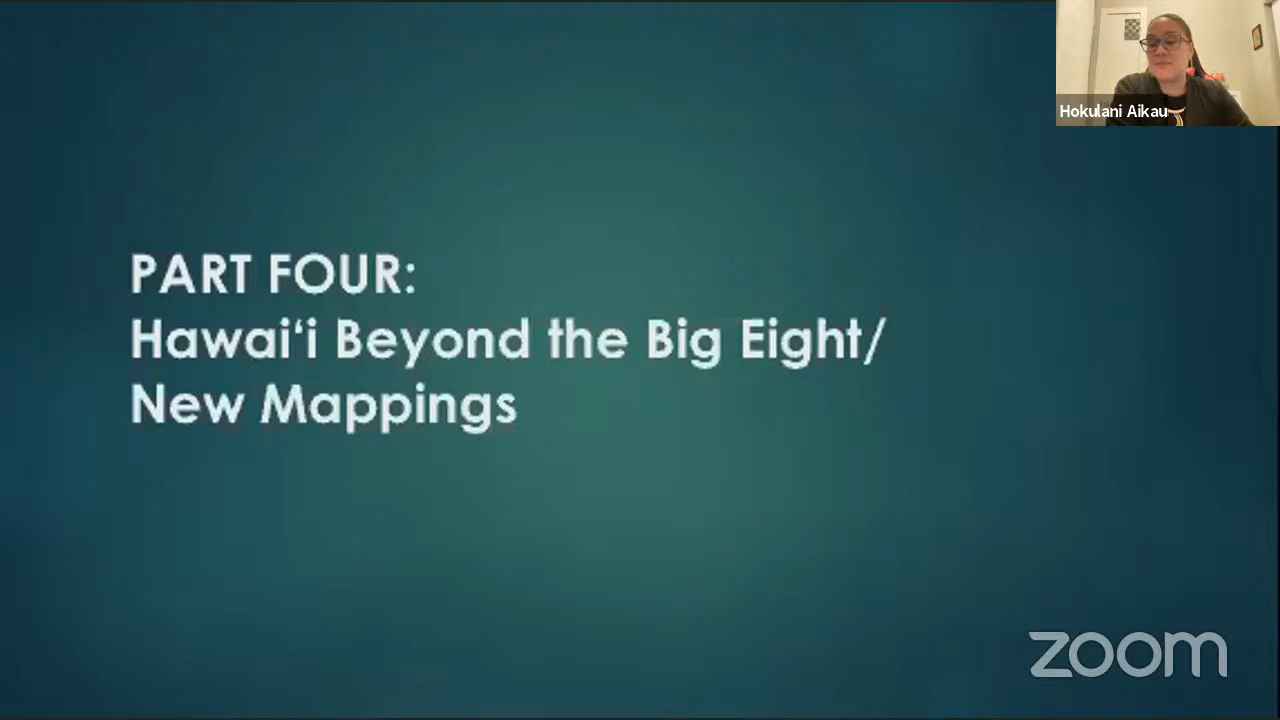 PART FOUR:
Hawai‘i Beyond the Big Eight/
New Mappings
Hokulani Aikau
zoom